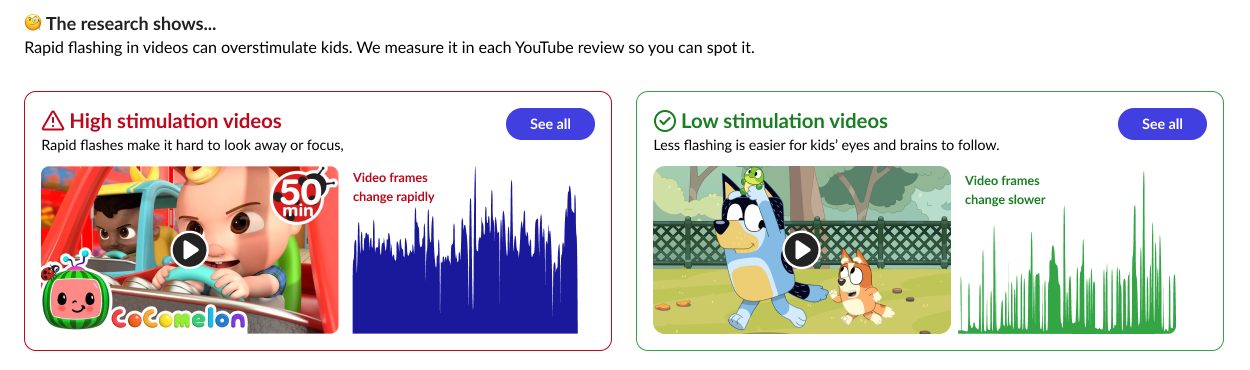 The research shows...
Rapid flashing in videos can overstimulate kids. We measure it in each YouTube review so you can spot it.
High stimulation videos
See all
Rapid flashes make it hard to look away or focus,
50
min
CoComelon
Video frames
change rapidly
Low stimulation videos
See all
Less flashing is easier for kids' eyes and brains to follow.
Video frames
change slower